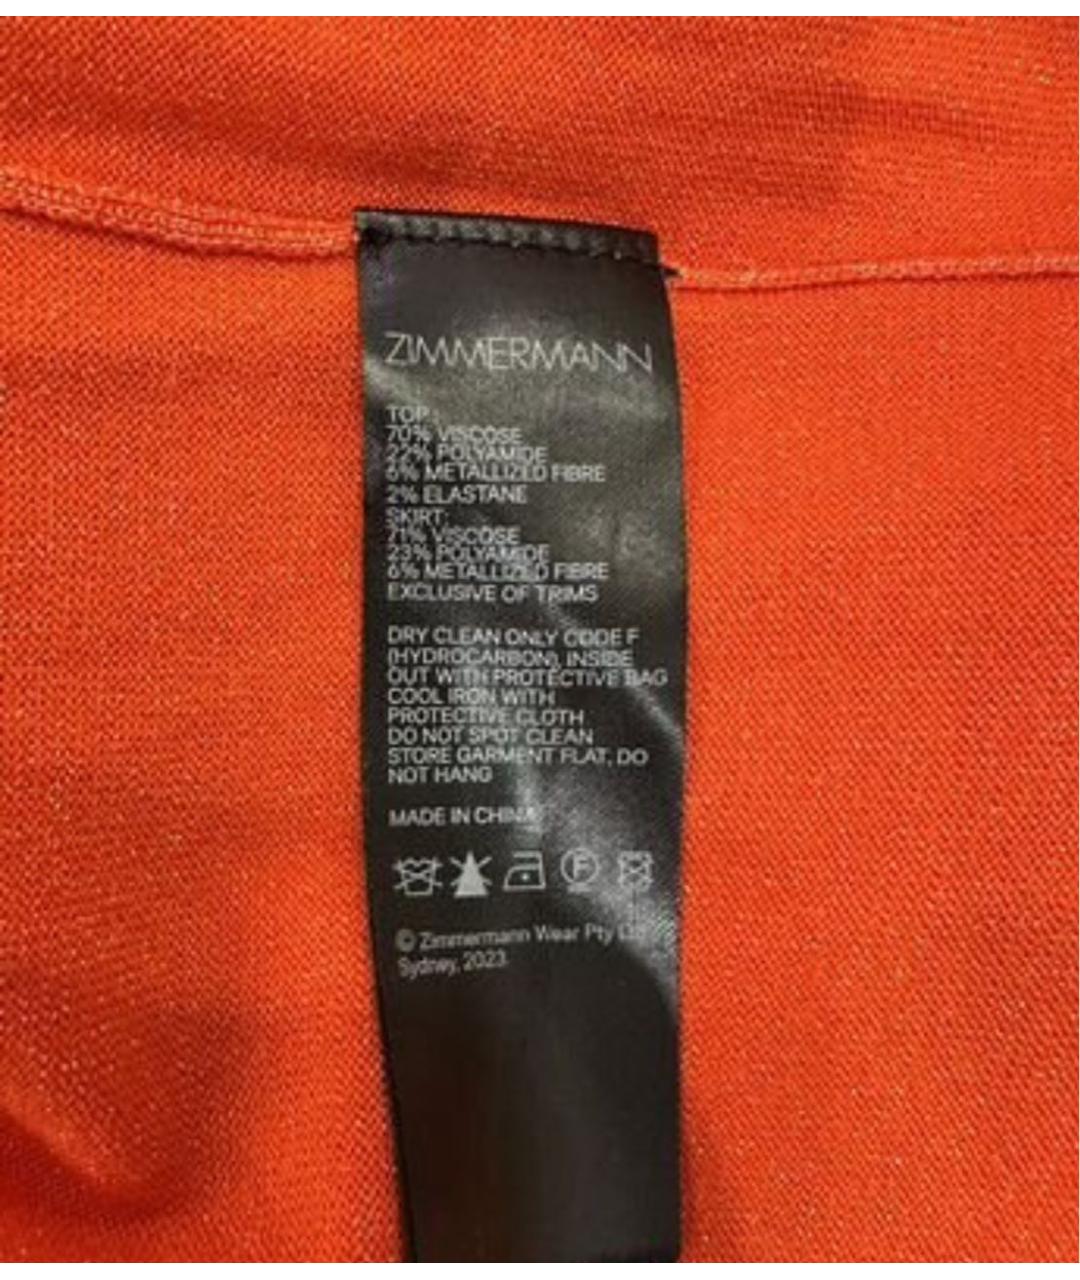 ZIMMERMANN
TOP:
70% VISCOSE
22% POLYAMIDE
6% METALLIZED FIBRE
2% ELASTANE
SKIRT:
71% VISCOSE
23% POLYAMIDE
6% METALLIZED FIBRE
EXCLUSIVE OF TRIMS
DRY CLEAN ONLY CODE F
(HYDROCARBON), INSIDE
OUT WITH PROTECTIVE BAG
COOL IRON WITH
PROTECTIVE CLOTH
DO NOT SPOT CLEAN
STORE GARMENT FLAT, DO
NOT HANG
MADE IN CHINA
F
© Zimmermann Wear Pty Ltd
Sydney, 2023